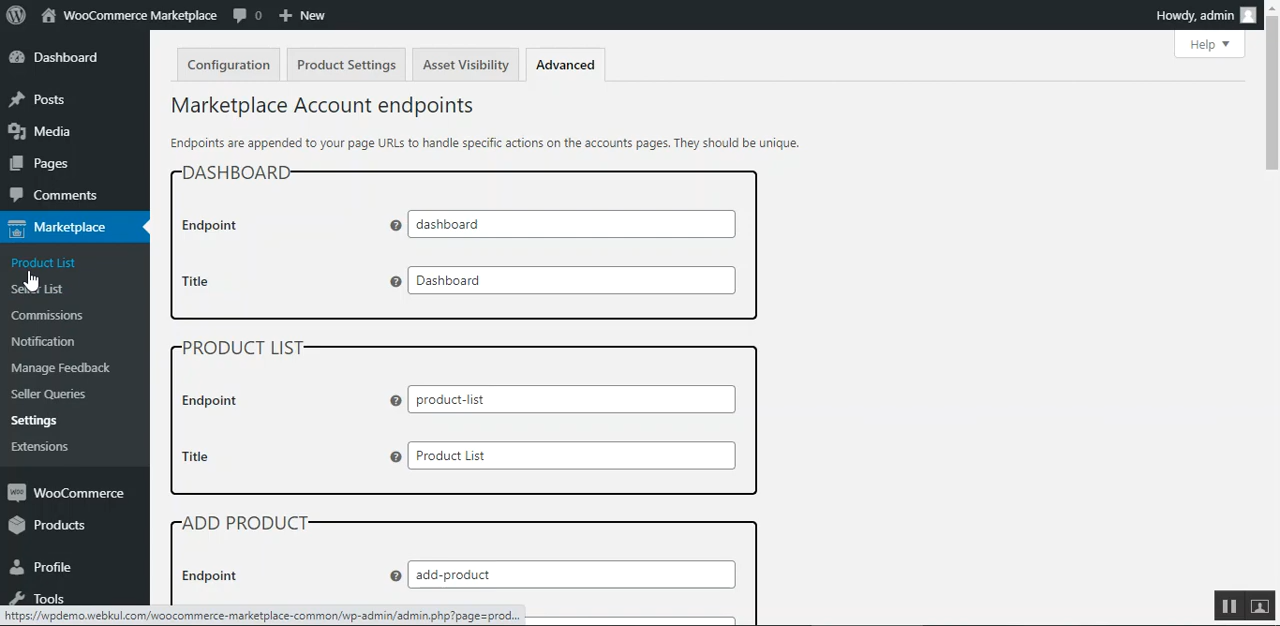 WooCommerce Marketplace 0 New Howdy, admin
Help
Dashboard
Posts
Media
Pages
Comments
Marketplace
Product List
Seller List
Commissions
Notification
Manage Feedback
Seller Queries
Settings
Extensions
WooCommerce
Products
Profile
Tools
Configuration Product Settings Asset Visibility Advanced
Marketplace Account endpoints
Endpoints are appended to your page URLs to handle specific actions on the accounts pages. They should be unique.
DASHBOARD
Endpoint ? dashboard
Title ? Dashboard
PRODUCT LIST
Endpoint ? product-list
Title ? Product List
ADD PRODUCT
Endpoint ? add-product
https://wpdemo.webkul.com/woocommerce-marketplace-common/wp-admin/admin.php?page=prod...